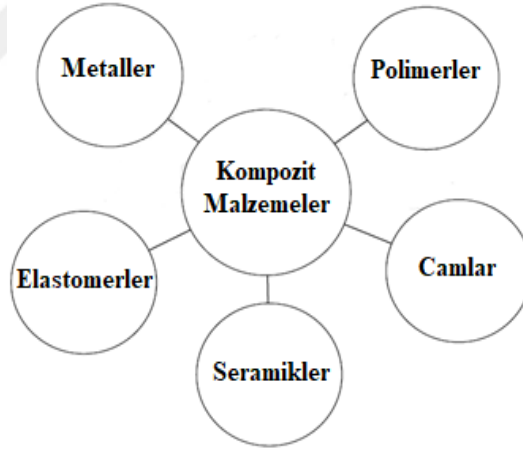 Metaller
Polimerler
Kompozit
Malzemeler
Elastomerler
Camlar
Seramikler